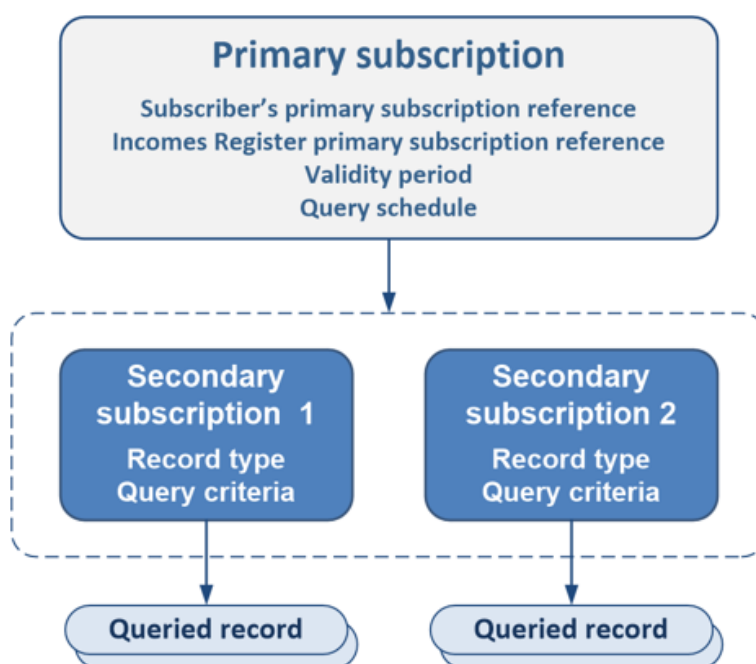 Primary subscription
Subscriber's primary subscription reference
Incomes Register primary subscription reference
Validity period
Query schedule
Secondary
subscription 1
Record type
Query criteria
Secondary
subscription 2
Record type
Query criteria
Queried record
Queried record